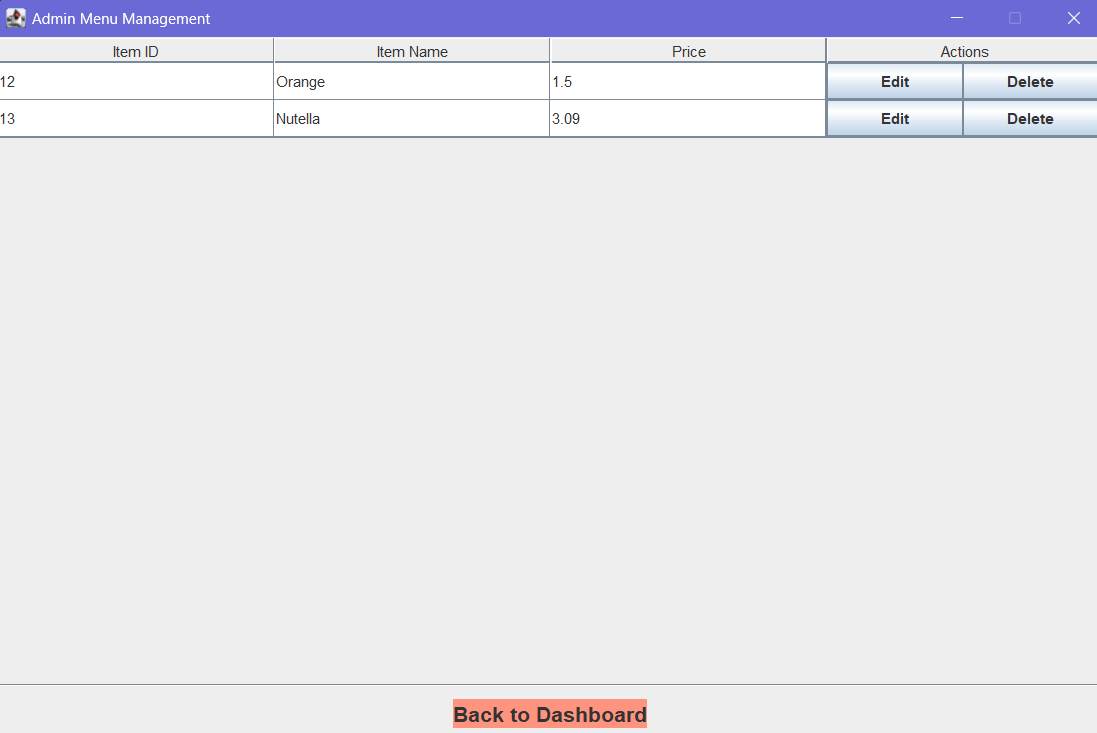 Admin Menu Management
Item ID Item Name Price Actions
12 Orange 1.5 Edit Delete
13 Nutella 3.09 Edit Delete
Back to Dashboard